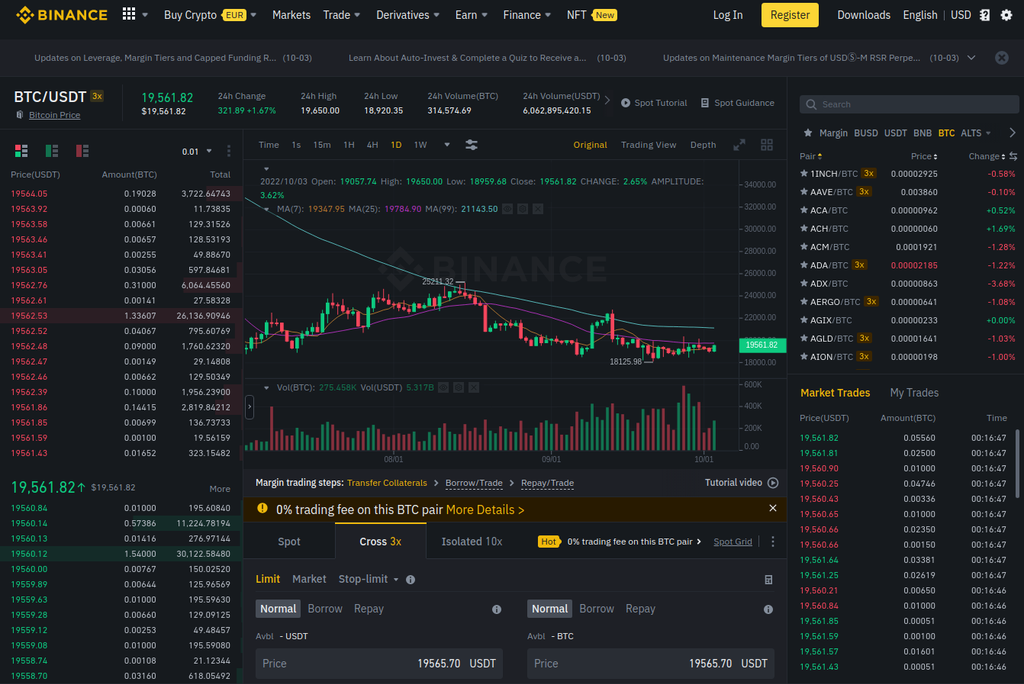 BINANCE Buy Crypto EUR Markets Trade Derivatives Earn Finance NFT New Log In Register Downloads English USD
Updates on Leverage, Margin Tiers and Capped Funding R... (10-03) Learn About Auto-Invest & Complete a Quiz to Receive a... (10-03) Updates on Maintenance Margin Tiers of USDⓈ-M RSR Perpe... (10-03)
BTC/USDT 3x
Bitcoin Price
19,561.82
$19,561.82
24h Change
321.89 +1.67%
24h High
19,650.00
24h Low
18,920.35
24h Volume(BTC)
314,574.69
24h Volume(USDT)
6,062,895,420.15
Spot Tutorial
Spot Guidance
0.01
Price(USDT) Amount(BTC) Total
19564.05 0.19028 3,722.64743
19563.92 0.00060 11.73835
19563.58 0.00661 129.31526
19563.46 0.00657 128.53193
19563.41 0.00255 49.88670
19563.05 0.03056 597.84681
19562.76 0.31000 6,064.45560
19562.61 0.00141 27.58328
19562.53 1.33607 26,136.90946
19562.52 0.04067 795.60769
19562.48 0.09000 1,760.62320
19562.47 0.00149 29.14808
19562.46 0.00662 129.50349
19562.39 0.10000 1,956.23900
19561.86 0.14415 2,819.84212
19561.85 0.00699 136.73733
19561.59 0.00100 19.56159
19561.43 0.01652 323.15482
19,561.82↑ $19,561.82 More
19560.84 0.01000 195.60840
19560.14 0.57386 11,224.78194
19560.13 0.01416 276.97144
19560.12 1.54000 30,122.58480
19560.00 0.00767 150.02520
19559.89 0.00644 125.96569
19559.63 0.01000 195.59630
19559.28 0.00660 129.09125
19559.12 0.00253 49.48457
19559.08 0.01000 195.59080
19558.74 0.00108 21.12344
19558.70 0.03160 618.05492
Time 1s 15m 1H 4H 1D 1W Original Trading View Depth
2022/10/03 Open: 19057.74 High: 19650.00 Low: 18959.68 Close: 19561.82 CHANGE: 2.65% AMPLITUDE:
3.62%
MA(7): 19347.95 MA(25): 19784.90 MA(99): 21143.50
BINANCE
25211.32
18125.98
34000.00
32000.00
30000.00
28000.00
26000.00
24000.00
22000.00
19561.82
18000.00
Vol(BTC): 275.458K Vol(USDT) 5.317B
600K
400K
200K
0.00
08/01 09/01 10/01
Margin trading steps: Transfer Collaterals > Borrow/Trade > Repay/Trade Tutorial video
0% trading fee on this BTC pair More Details >
Spot Cross 3x Isolated 10x Hot 0% trading fee on this BTC pair > Spot Grid
Limit Market Stop-limit
Normal Borrow Repay
Avbl - USDT
Price 19565.70 USDT
Normal Borrow Repay
Avbl - BTC
Price 19565.70 USDT
Search
Margin BUSD USDT BNB BTC ALTS
Pair Price Change
1INCH/BTC 3x 0.00002925 -0.58%
AAVE/BTC 3x 0.003860 -0.10%
ACA/BTC 0.00000962 +0.52%
ACH/BTC 0.00000060 +1.69%
ACM/BTC 0.0001921 -1.28%
ADA/BTC 3x 0.00002185 -1.22%
ADX/BTC 0.00000863 -3.68%
AERGO/BTC 3x 0.00000641 -1.08%
AGIX/BTC 0.00000233 +0.00%
AGLD/BTC 3x 0.00001641 -1.03%
AION/BTC 3x 0.00000198 -1.00%
Market Trades My Trades
Price(USDT) Amount(BTC) Time
19,561.82 0.05560 00:16:47
19,561.81 0.02500 00:16:47
19,560.90 0.01000 00:16:47
19,560.25 0.04746 00:16:47
19,560.43 0.00336 00:16:47
19,560.65 0.01000 00:16:47
19,560.66 0.02350 00:16:47
19,560.66 0.00150 00:16:47
19,561.64 0.03381 00:16:47
19,561.25 0.02619 00:16:47
19,560.21 0.00650 00:16:47
19,560.84 0.01000 00:16:47
19,561.85 0.00051 00:16:47
19,561.59 0.00100 00:16:47
19,561.57 0.01601 00:16:47
19,561.43 0.00051 00:16:47